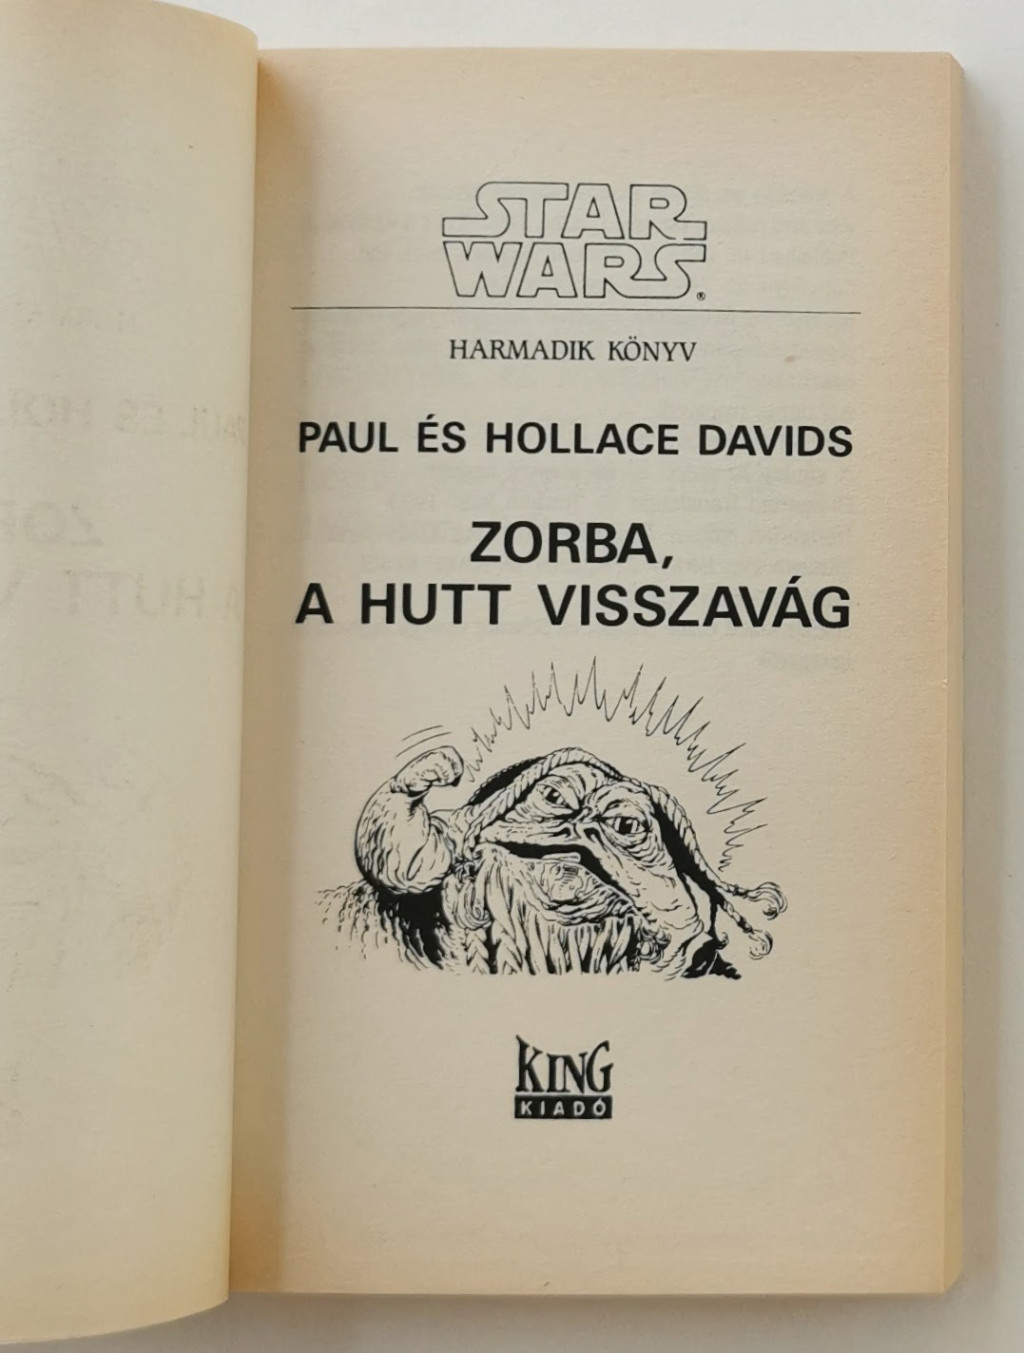 STAR
WARS®
HARMADIK KÖNYV
PAUL ÉS HOLLACE DAVIDS
ZORBA,
A HUTT VISSZAVÁG
KING
KIADÓ